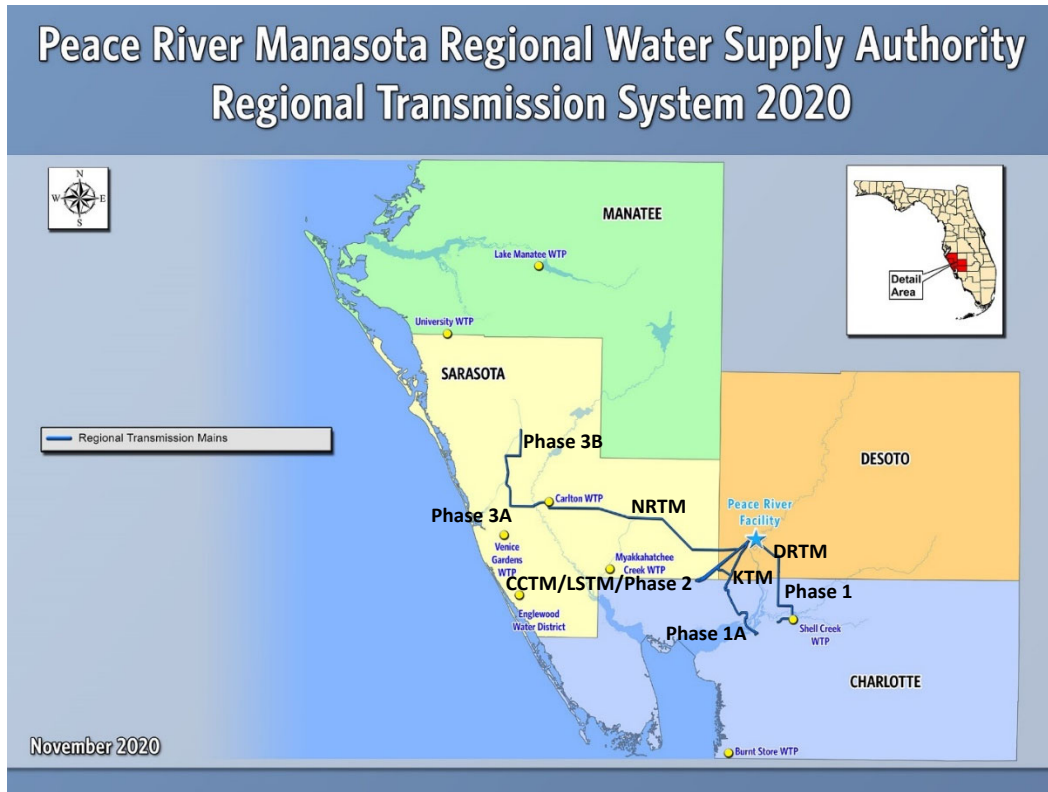 Peace River Manasota Regional Water Supply Authority
Regional Transmission System 2020
N
W
E
S
MANATEE
Lake Manatee WTP
Detail
Area
University WTP
SARASOTA
Regional Transmission Mains
Phase 3B
DESOTO
Carlton WTP
NRTM
Peace River
Facility
Phase 3A
Venice
Gardens
WTP
DRTM
Myakkahatchee
Creek WTP
CCTM/LSTM/Phase 2
KTM
Phase 1
Englewood
Water District
Phase 1A
Shell Creek
WTP
CHARLOTTE
November 2020
Burnt Store WTP